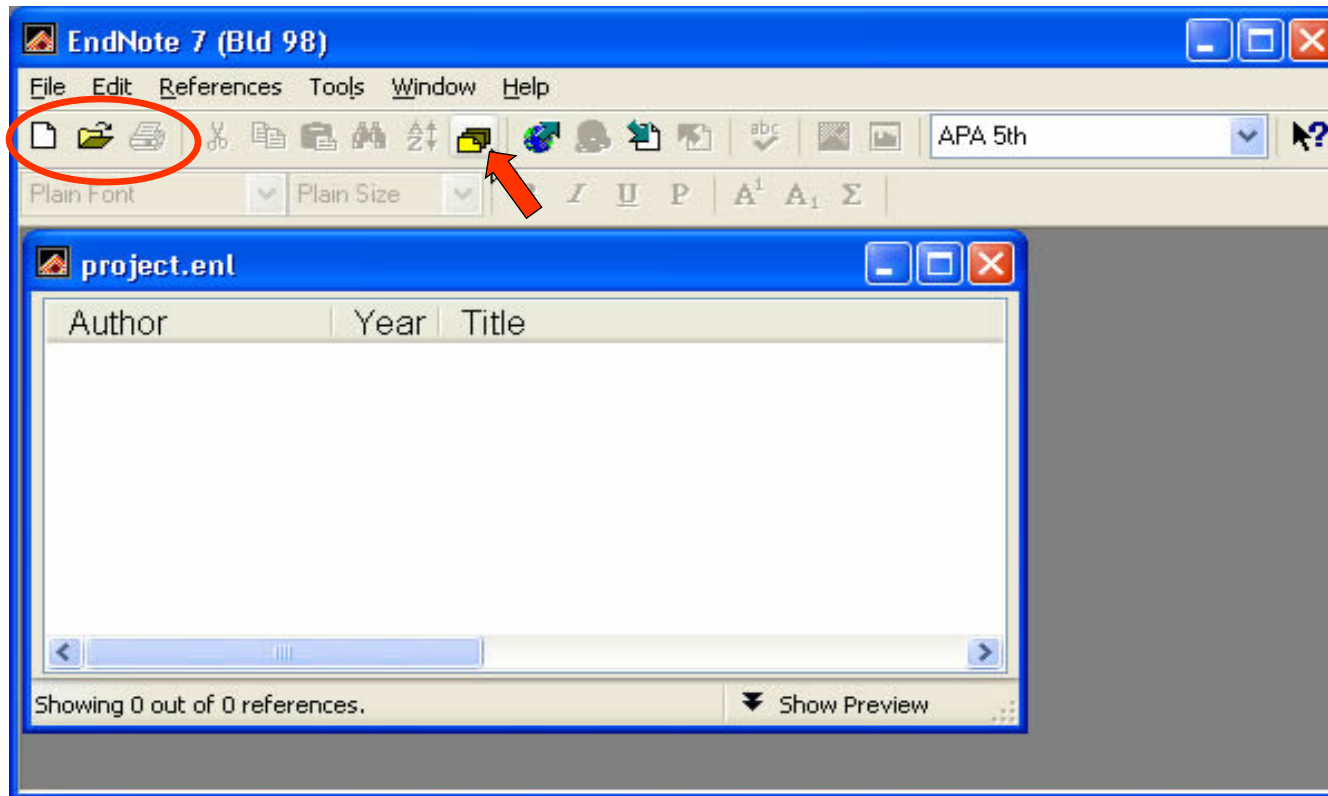 EndNote 7 (Bld 98)
File Edit References Tools Window Help
abc APA 5th ?
Plain Font Plain Size I U P A¹ A₁ Σ
project.enl
Author Year Title
Showing 0 out of 0 references. Show Preview